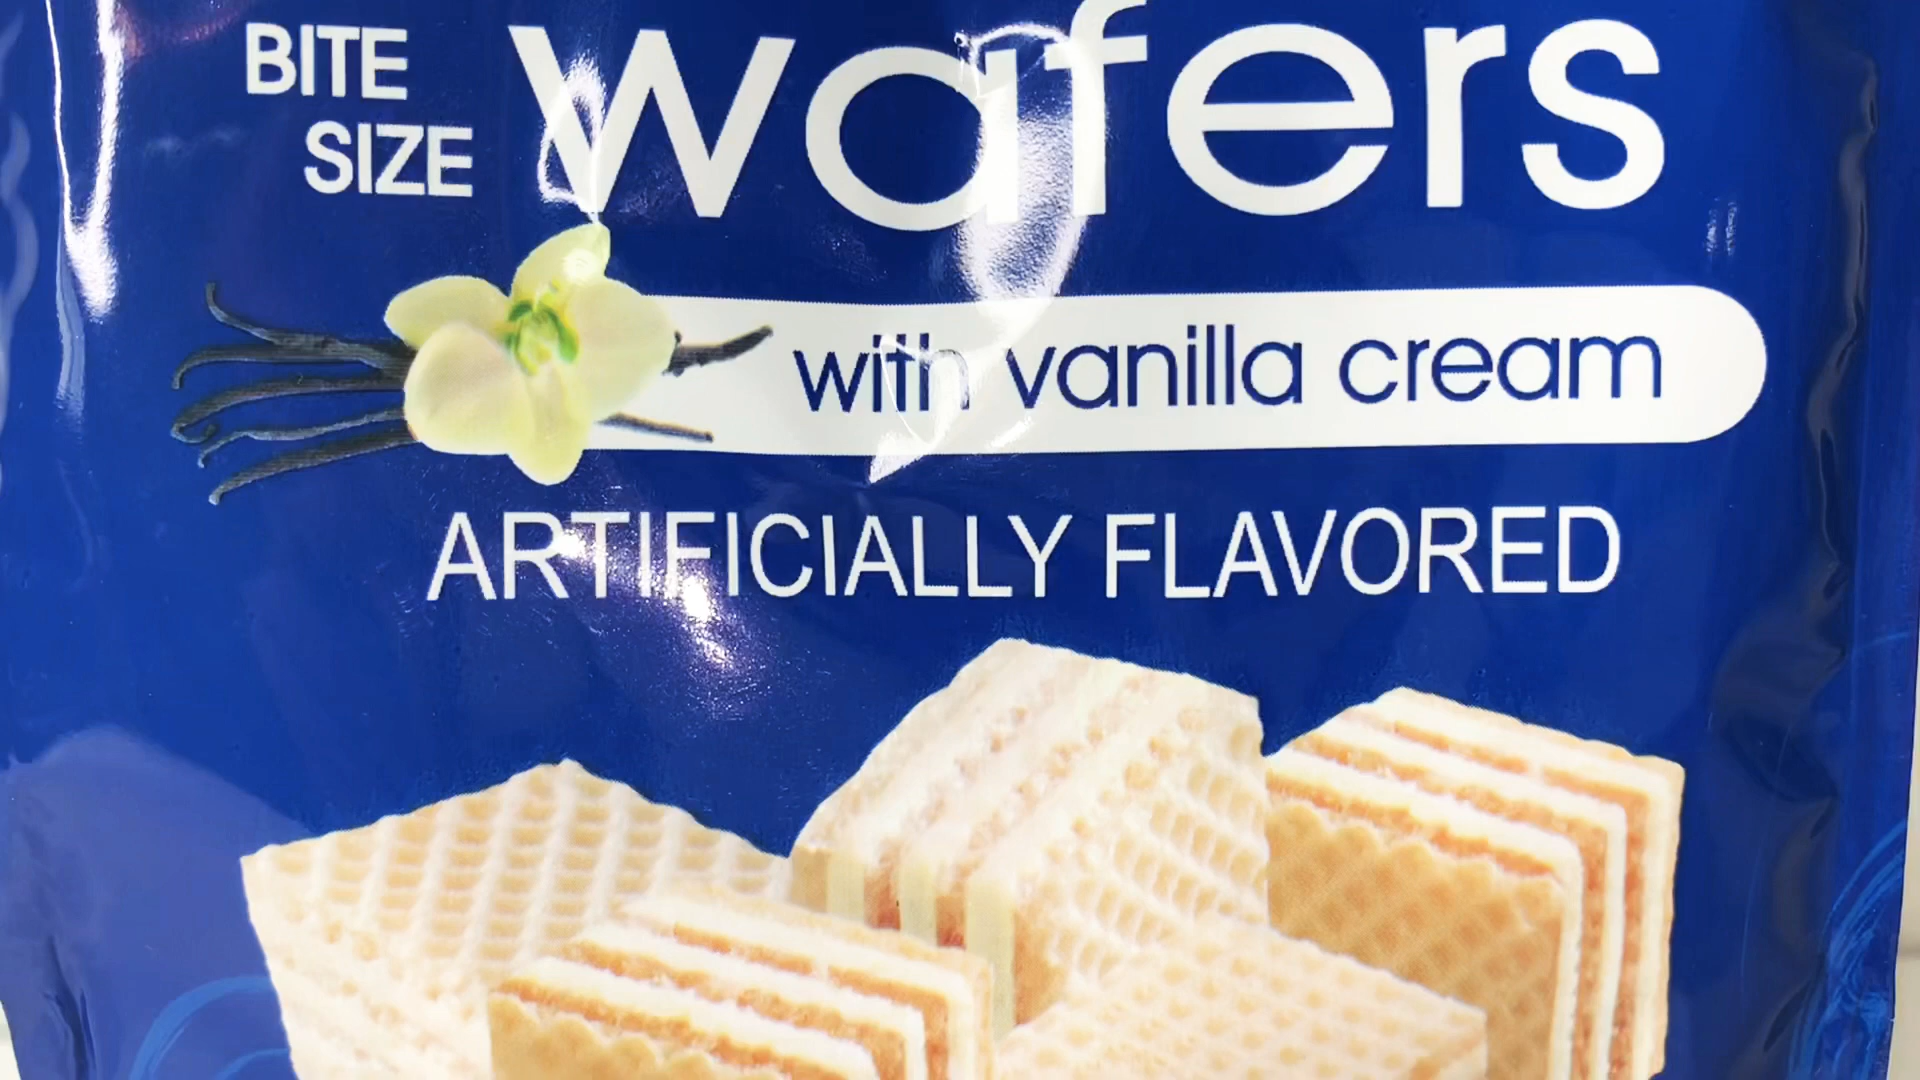 BITE
SIZE
wafers
with vanilla cream
ARTIFICIALLY FLAVORED